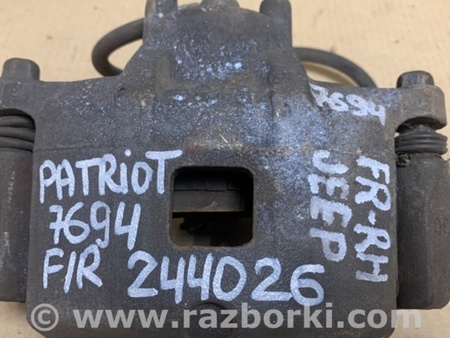 7694
PATRIOT
7694
F/R 244026
FR-RH
JEEP
© www.razborki.com